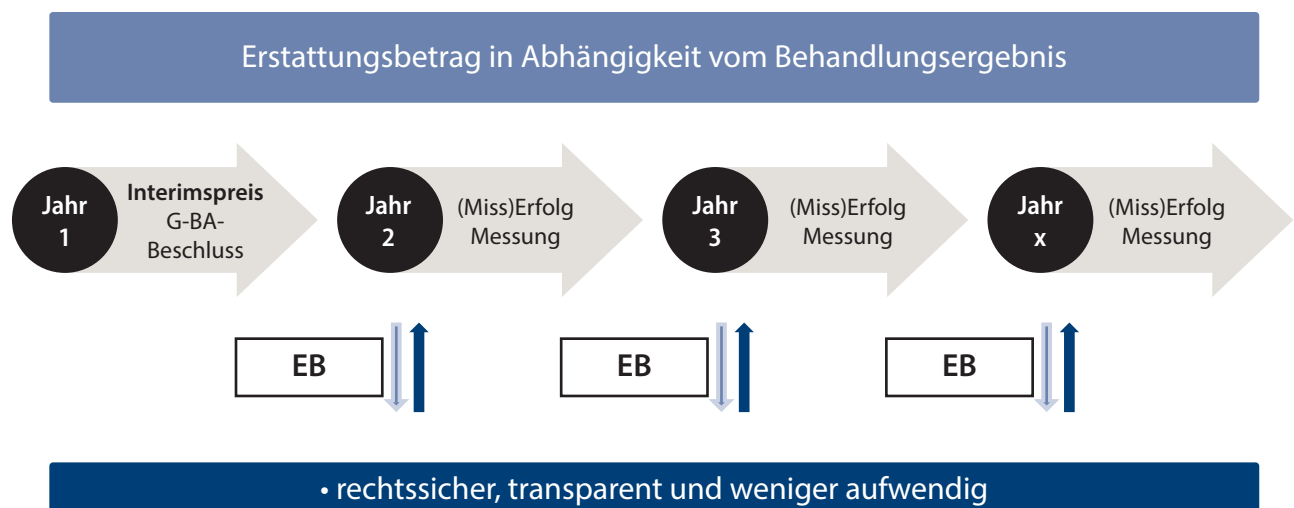 Erstattungsbetrag in Abhängigkeit vom Behandlungsergebnis
Jahr
1
Interimspreis
G-BA-
Beschluss
Jahr
2
(Miss)Erfolg
Messung
Jahr
3
(Miss)Erfolg
Messung
Jahr
x
(Miss)Erfolg
Messung
EB
EB
EB
• rechtssicher, transparent und weniger aufwendig